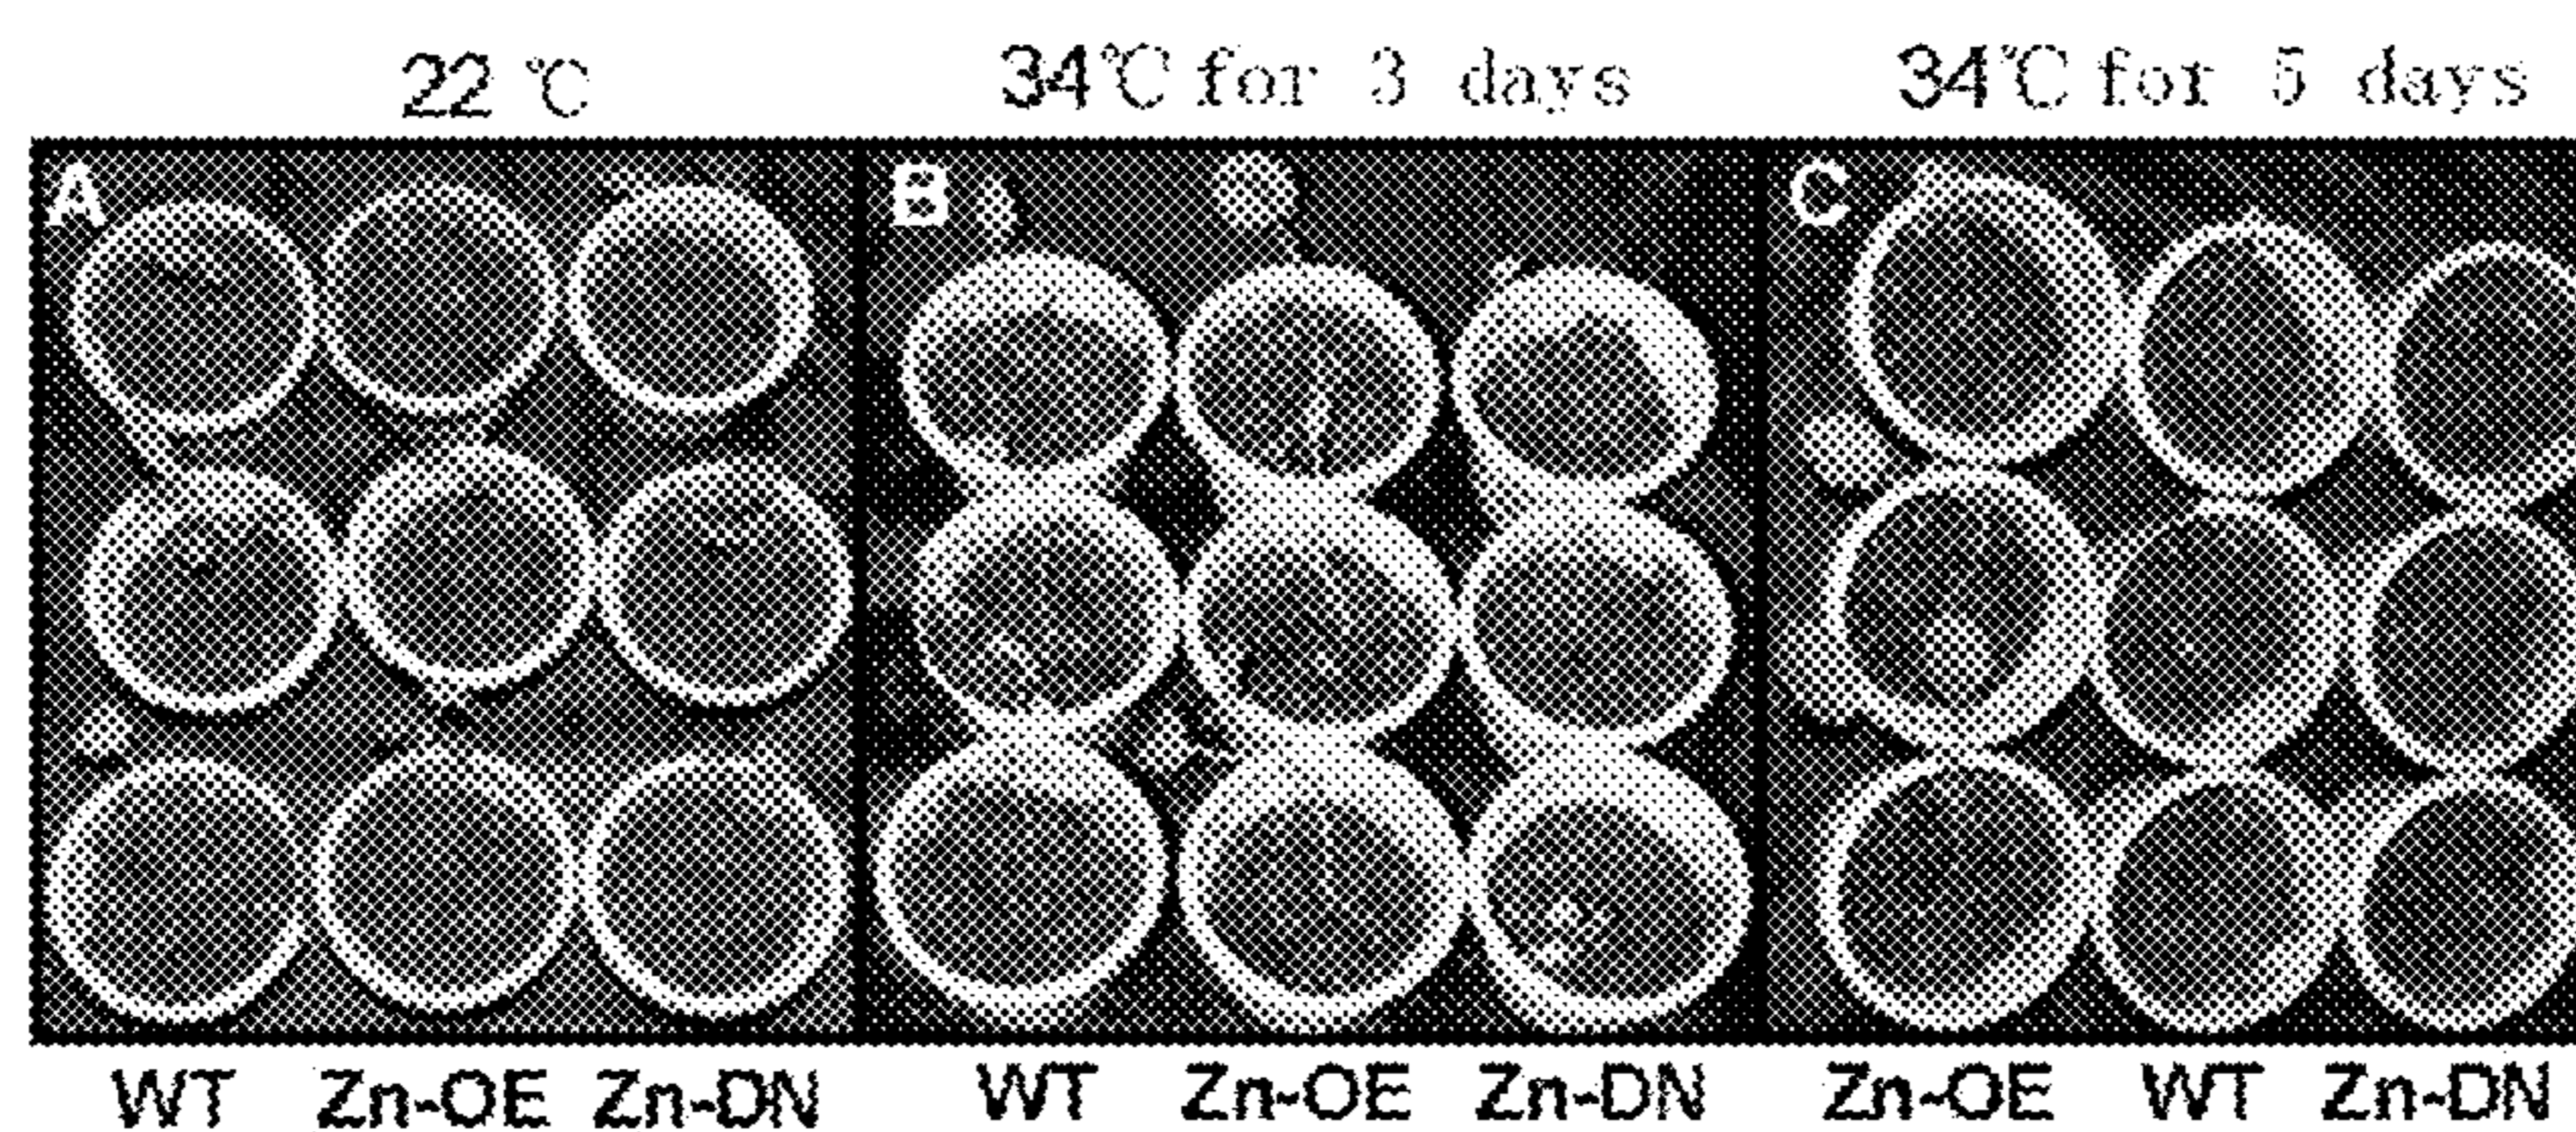 22 ℃ 34℃ for 3 days 34℃ for 5 days
A B C
WT Zn-OE Zn-DN WT Zn-OE Zn-DN Zn-OE WT Zn-DN